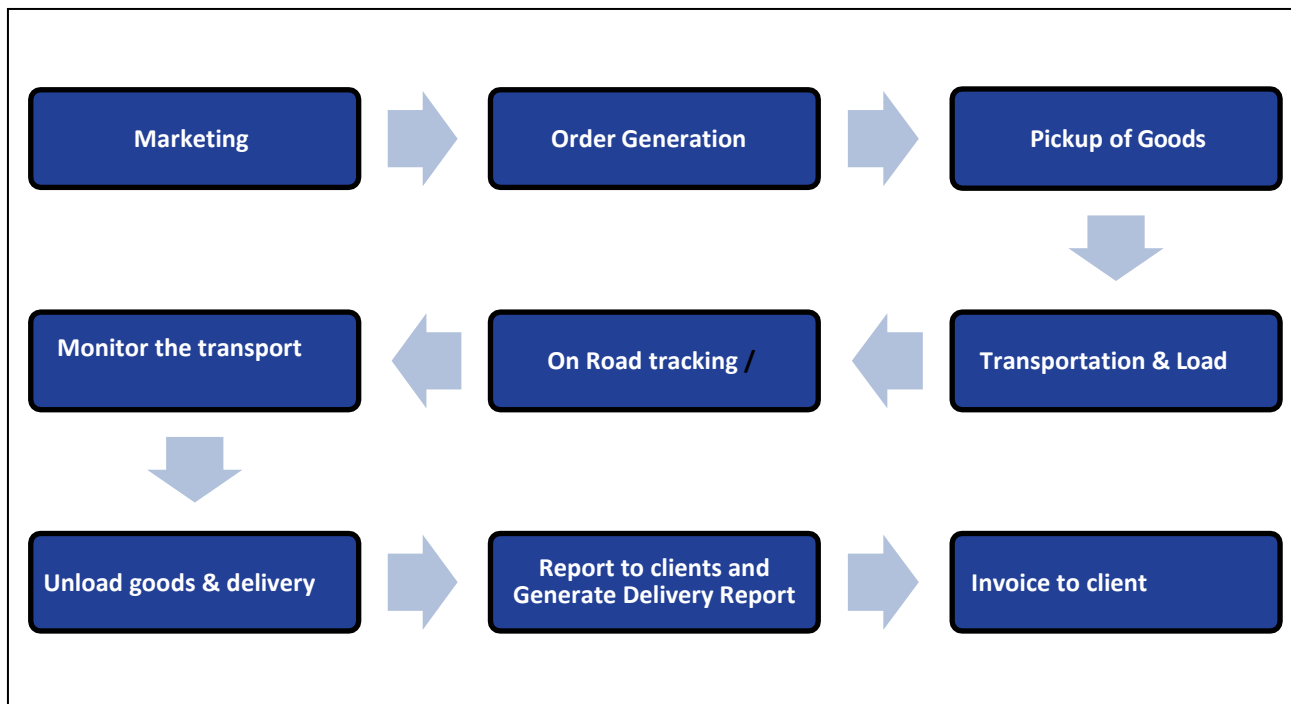 Marketing
Order Generation
Pickup of Goods
Monitor the transport
On Road tracking /
Transportation & Load
Unload goods & delivery
Report to clients and
Generate Delivery Report
Invoice to client